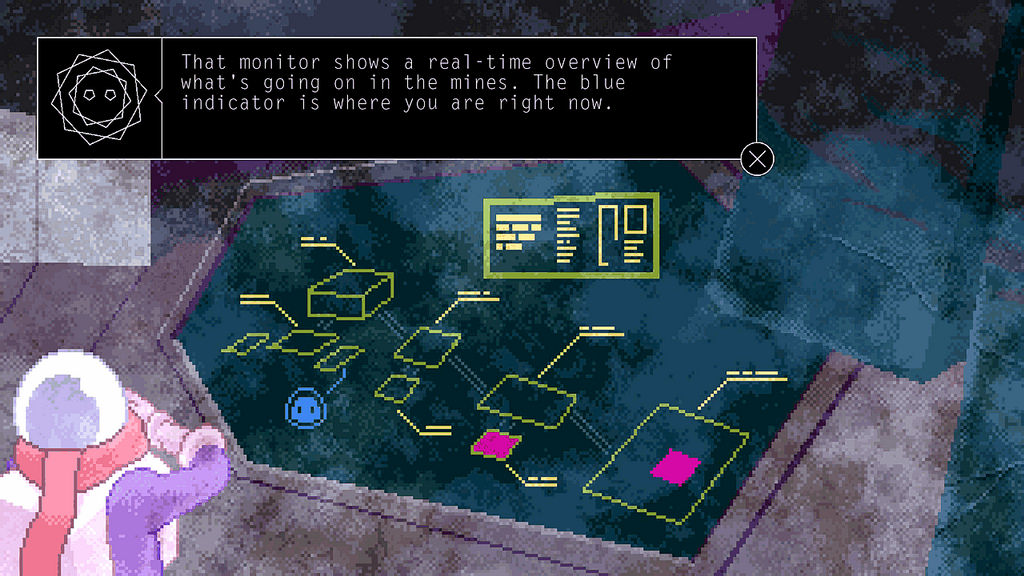 That monitor shows a real-time overview of
what's going on in the mines. The blue
indicator is where you are right now.